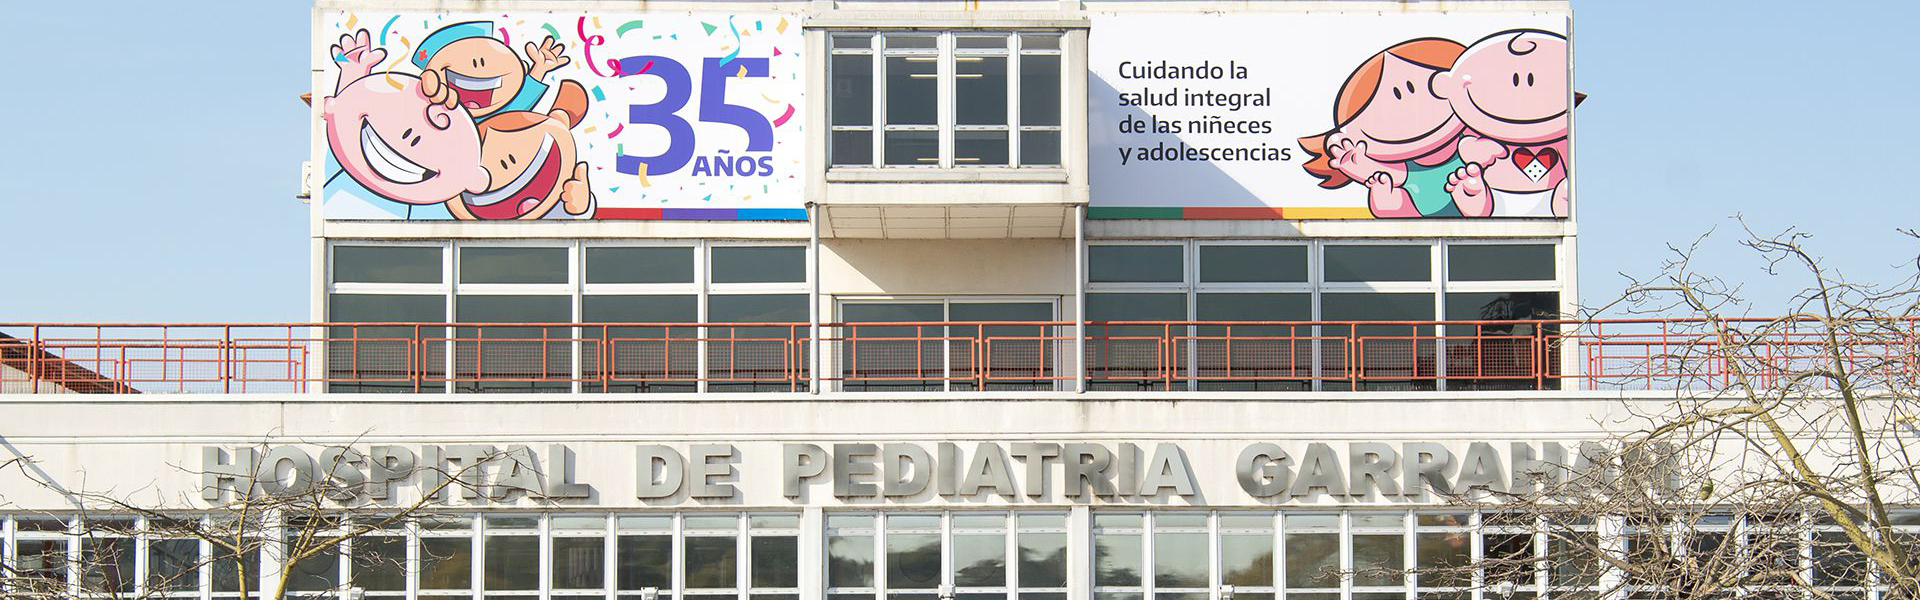 35
AÑOS
Cuidando la
salud integral
de las niñeces
y adolescencias
HOSPITAL DE PEDIATRIA GARRAHAN